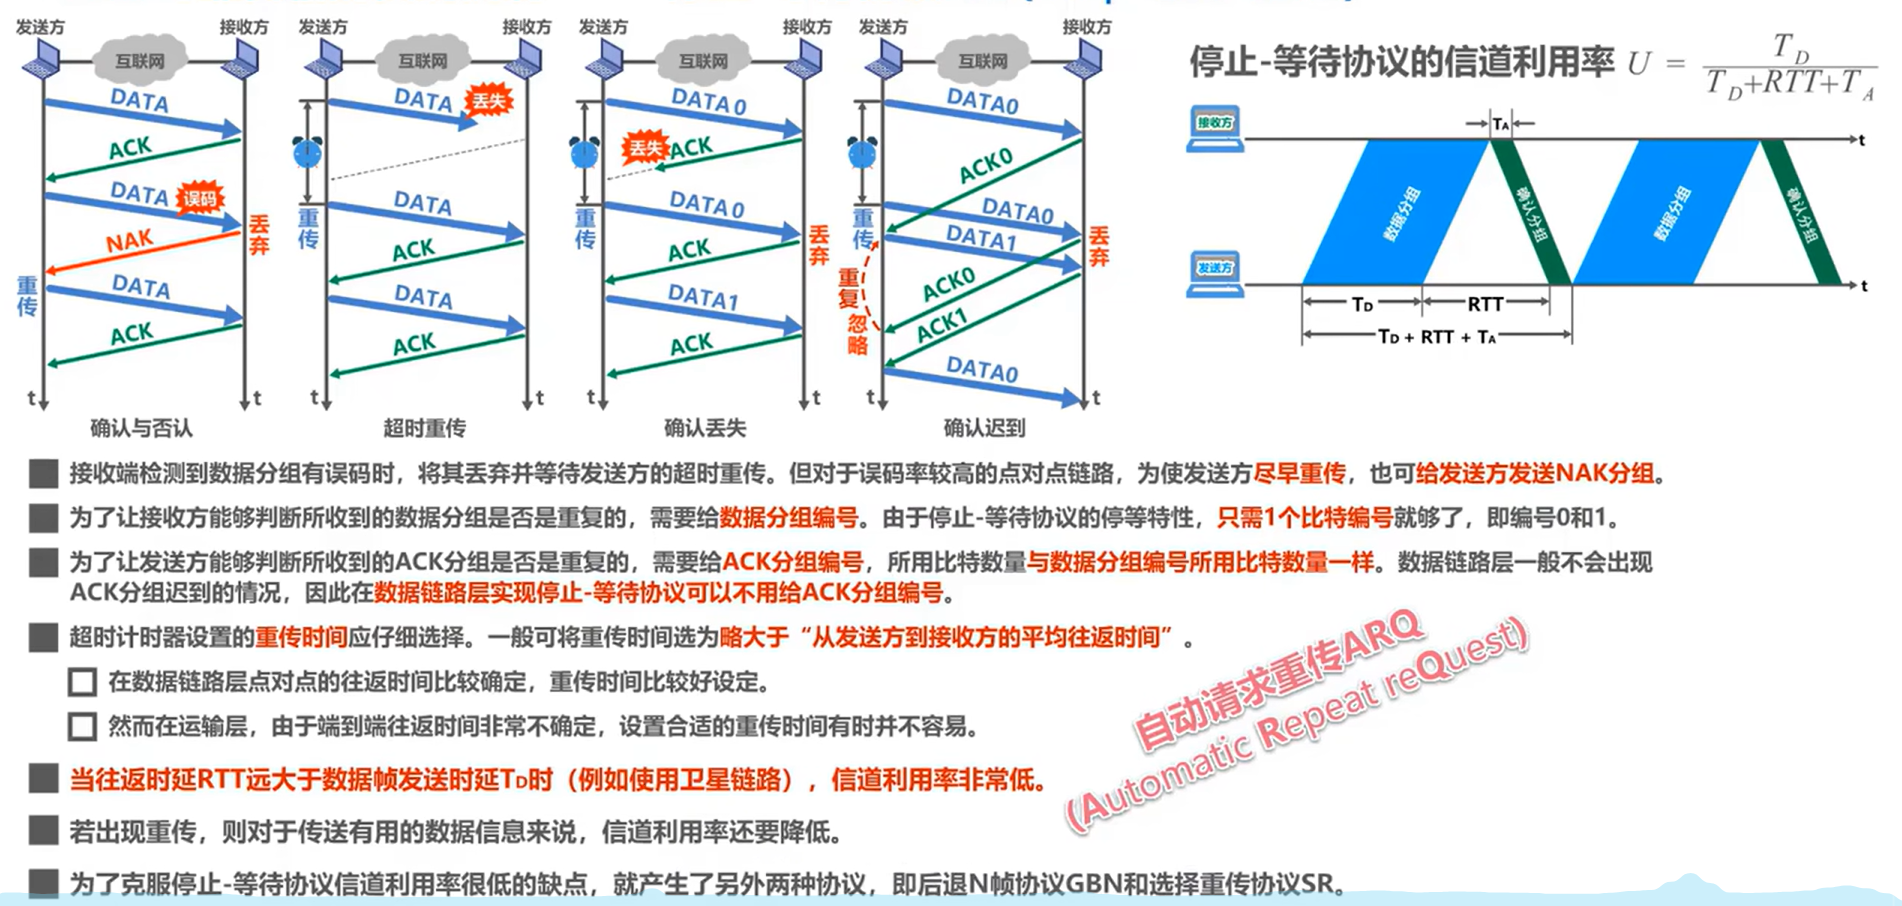 发送方
接收方
互联网
DATA
ACK
DATA
误码
丢弃
NAK
重传
DATA
ACK
t
t
确认与否认
发送方
接收方
互联网
DATA
丢失
重传
DATA
ACK
DATA
ACK
t
t
超时重传
发送方
接收方
互联网
DATA 0
丢失
ACK
重传
DATA 0
丢弃
ACK
DATA1
ACK
t
t
确认丢失
发送方
接收方
互联网
DATA0
ACK0
重传
DATA0
DATA1
丢弃
重复
忽略
ACK0
ACK1
DATA0
t
t
确认迟到
停止-等待协议的信道利用率 U = T_D / (T_D+RTT+T_A)
接收方
TA
t
数据分组
确认分组
数据分组
确认分组
发送方
t
TD
RTT
TD + RTT + TA
接收端检测到数据分组有误码时，将其丢弃并等待发送方的超时重传。但对于误码率较高的点对点链路，为使发送方尽早重传，也可给发送方发送NAK分组。
为了让接收方能够判断所收到的数据分组是否是重复的，需要给数据分组编号。由于停止-等待协议的停等特性，只需1个比特编号就够了，即编号0和1。
为了让发送方能够判断所收到的ACK分组是否是重复的，需要给ACK分组编号，所用比特数量与数据分组编号所用比特数量一样。数据链路层一般不会出现
ACK分组迟到的情况，因此在数据链路层实现停止-等待协议可以不用给ACK分组编号。
超时计时器设置的重传时间应仔细选择。一般可将重传时间选为略大于“从发送方到接收方的平均往返时间”。
在数据链路层点对点的往返时间比较确定，重传时间比较好设定。
然而在运输层，由于端到端往返时间非常不确定，设置合适的重传时间有时并不容易。
当往返时延RTT远大于数据帧发送时延TD时（例如使用卫星链路），信道利用率非常低。
若出现重传，则对于传送有用的数据信息来说，信道利用率还要降低。
为了克服停止-等待协议信道利用率很低的缺点，就产生了另外两种协议，即后退N帧协议GBN和选择重传协议SR。
自动请求重传ARQ
(Automatic Repeat reQuest)